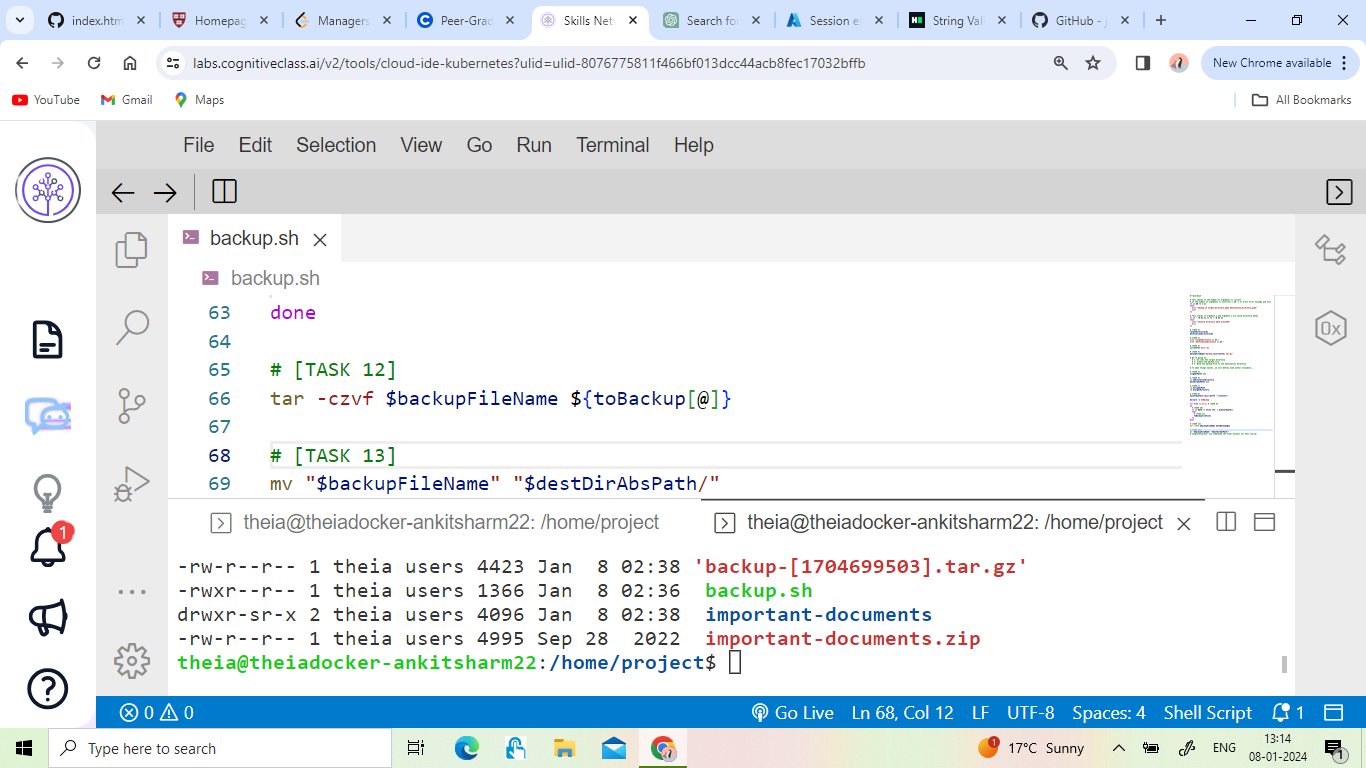 index.htm
Homepag
Managers
Peer-Grad
Skills Net
Search fo
Session e
String Vali
GitHub - j
labs.cognitiveclass.ai/v2/tools/cloud-ide-kubernetes?ulid=ulid-8076775811f466bf013dcc44acb8fec17032bffb
New Chrome available
YouTube
Gmail
Maps
All Bookmarks
File Edit Selection View Go Run Terminal Help
backup.sh
backup.sh
63 done
64
65 # [TASK 12]
66 tar -czvf $backupFileName ${toBackup[@]}
67
68 # [TASK 13]
69 mv "$backupFileName" "$destDirAbsPath/"
0x
1
theia@theiadocker-ankitsharm22: /home/project
theia@theiadocker-ankitsharm22: /home/project
-rw-r--r-- 1 theia users 4423 Jan  8 02:38 'backup-[1704699503].tar.gz'
-rwxr--r-- 1 theia users 1366 Jan  8 02:36  backup.sh
drwxr-sr-x 2 theia users 4096 Jan  8 02:38  important-documents
-rw-r--r-- 1 theia users 4995 Sep 28  2022  important-documents.zip
theia@theiadocker-ankitsharm22:/home/project$
0 0 Go Live Ln 68, Col 12 LF UTF-8 Spaces: 4 Shell Script 1
Type here to search
1
17°C Sunny
ENG
13:14
08-01-2024
1